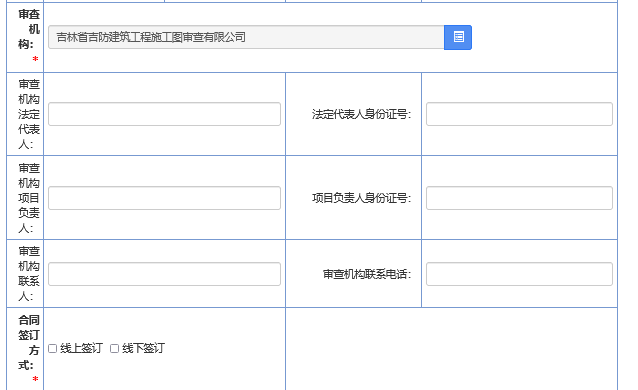 审查
机
构：
*
吉林省吉防建筑工程施工图审查有限公司
审查
机构
法定
代表
人：
法定代表人身份证号：
审查
机构
项目
负责
人：
项目负责人身份证号：
审查
机构
联系
人：
审查机构联系电话：
合同
签订
方
式：
*
线上签订 线下签订